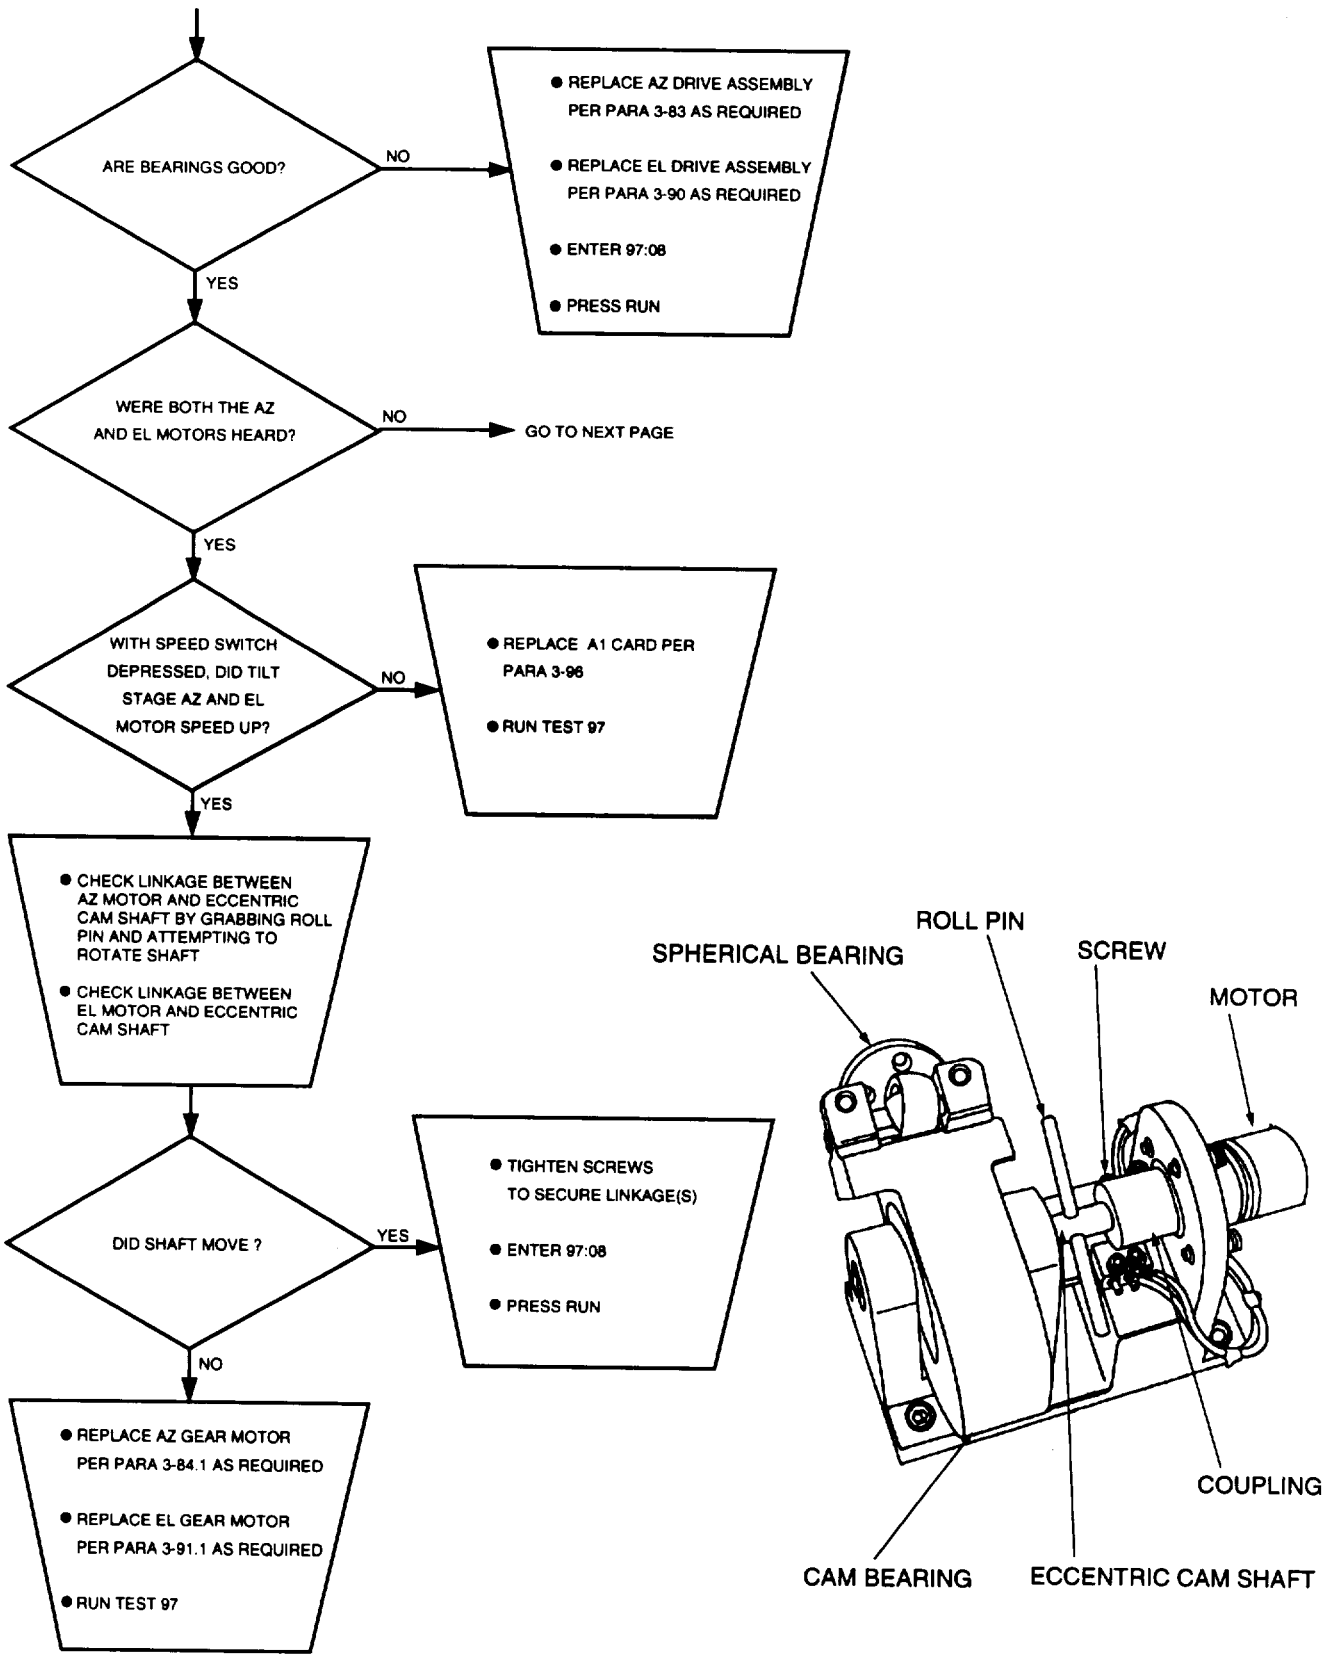 ARE BEARINGS GOOD?
NO
● REPLACE AZ DRIVE ASSEMBLY
PER PARA 3-83 AS REQUIRED
● REPLACE EL DRIVE ASSEMBLY
PER PARA 3-90 AS REQUIRED
● ENTER 97:08
● PRESS RUN
YES
WERE BOTH THE AZ
AND EL MOTORS HEARD?
NO
GO TO NEXT PAGE
YES
WITH SPEED SWITCH
DEPRESSED, DID TILT
STAGE AZ AND EL
MOTOR SPEED UP?
NO
● REPLACE A1 CARD PER
PARA 3-96
● RUN TEST 97
YES
● CHECK LINKAGE BETWEEN
AZ MOTOR AND ECCENTRIC
CAM SHAFT BY GRABBING ROLL
PIN AND ATTEMPTING TO
ROTATE SHAFT
● CHECK LINKAGE BETWEEN
EL MOTOR AND ECCENTRIC
CAM SHAFT
DID SHAFT MOVE ?
YES
● TIGHTEN SCREWS
TO SECURE LINKAGE(S)
● ENTER 97:08
● PRESS RUN
NO
● REPLACE AZ GEAR MOTOR
PER PARA 3-84.1 AS REQUIRED
● REPLACE EL GEAR MOTOR
PER PARA 3-91.1 AS REQUIRED
● RUN TEST 97
ROLL PIN
SPHERICAL BEARING
SCREW
MOTOR
COUPLING
CAM BEARING
ECCENTRIC CAM SHAFT